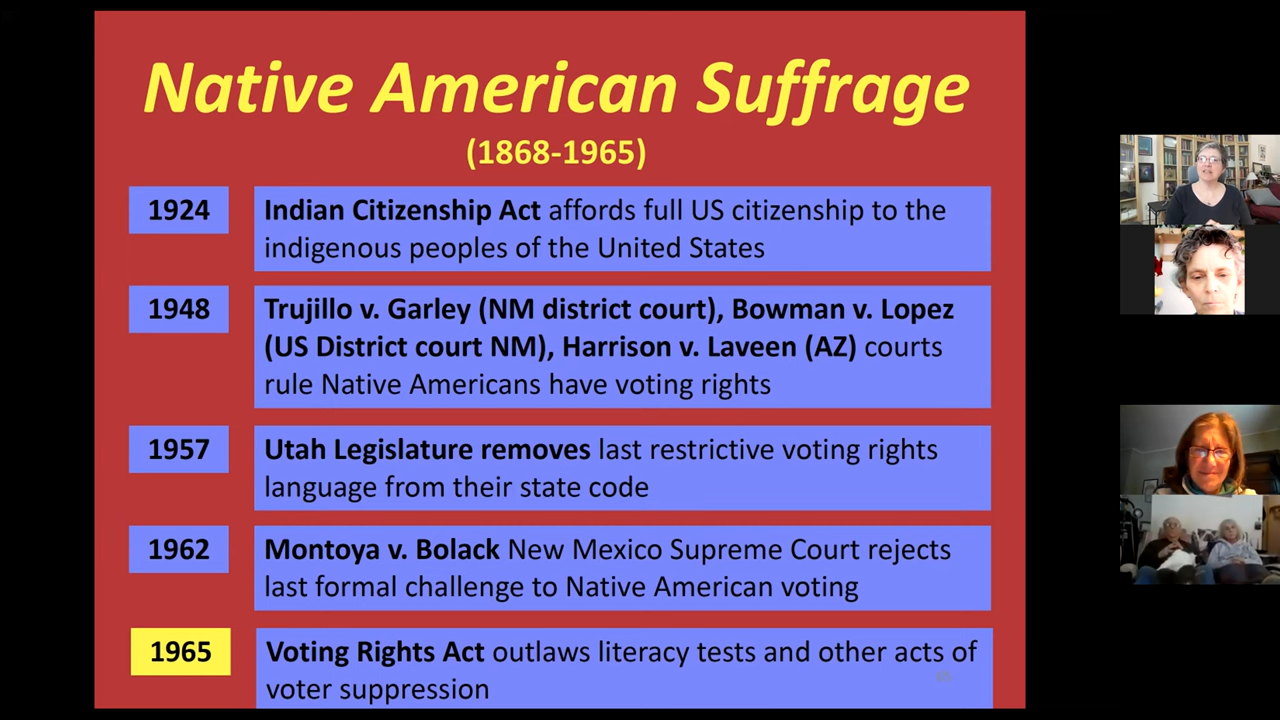 Native American Suffrage
(1868-1965)
1924
Indian Citizenship Act affords full US citizenship to the
indigenous peoples of the United States
1948
Trujillo v. Garley (NM district court), Bowman v. Lopez
(US District court NM), Harrison v. Laveen (AZ) courts
rule Native Americans have voting rights
1957
Utah Legislature removes last restrictive voting rights
language from their state code
1962
Montoya v. Bolack New Mexico Supreme Court rejects
last formal challenge to Native American voting
1965
Voting Rights Act outlaws literacy tests and other acts of
voter suppression